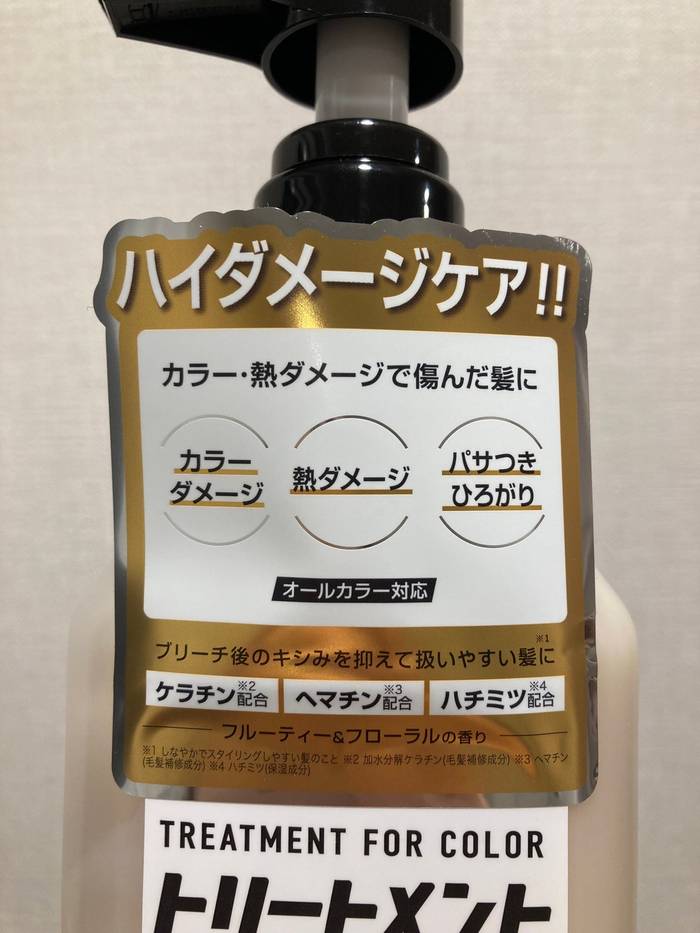 ハイダメージケア!!
カラー・熱ダメージで傷んだ髪に
カラー
ダメージ
熱ダメージ
パサつき
ひろがり
オールカラー対応
ブリーチ後のキシみを抑えて扱いやすい髪に※1
ケラチン※2配合
ヘマチン※3配合
ハチミツ※4配合
フルーティー&フローラルの香り
※1 しなやかでスタイリングしやすい髪のこと ※2 加水分解ケラチン(毛髪補修成分) ※3 ヘマチン
(毛髪補修成分) ※4 ハチミツ(保湿成分)
TREATMENT FOR COLOR
トリートメント